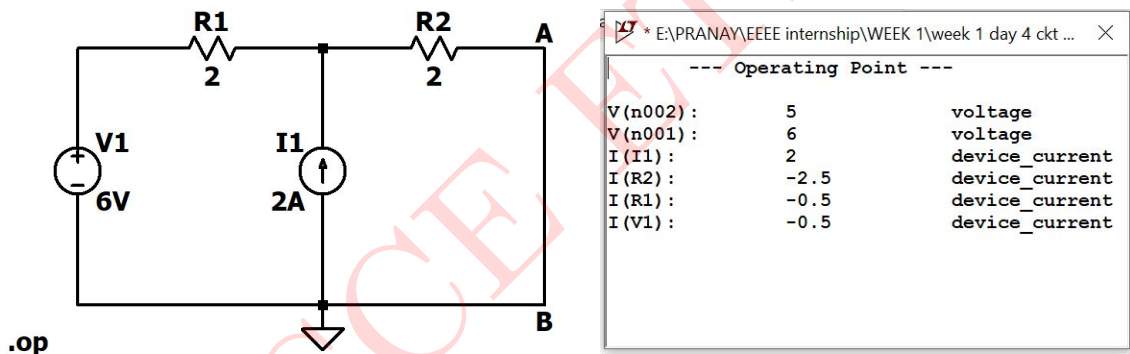 R1
2
R2
2
A
V1
6V
I1
2A
B
.op
* E:\PRANAY\EEEE internship\WEEK 1\week 1 day 4 ckt ...
--- Operating Point ---
V(n002): 5 voltage
V(n001): 6 voltage
I(I1): 2 device_current
I(R2): -2.5 device_current
I(R1): -0.5 device_current
I(V1): -0.5 device_current